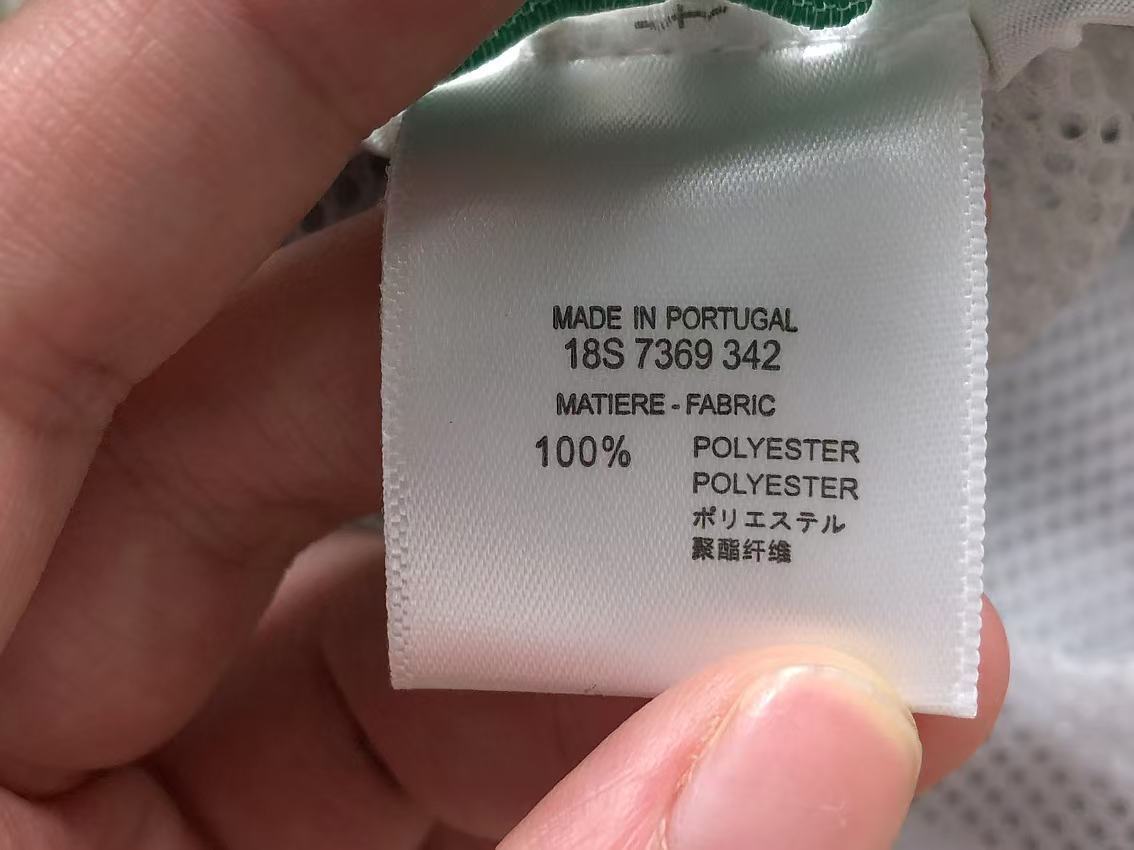 MADE IN PORTUGAL
18S 7369 342
MATIERE - FABRIC
100% POLYESTER
POLYESTER
ポリエステル
聚酯纤维